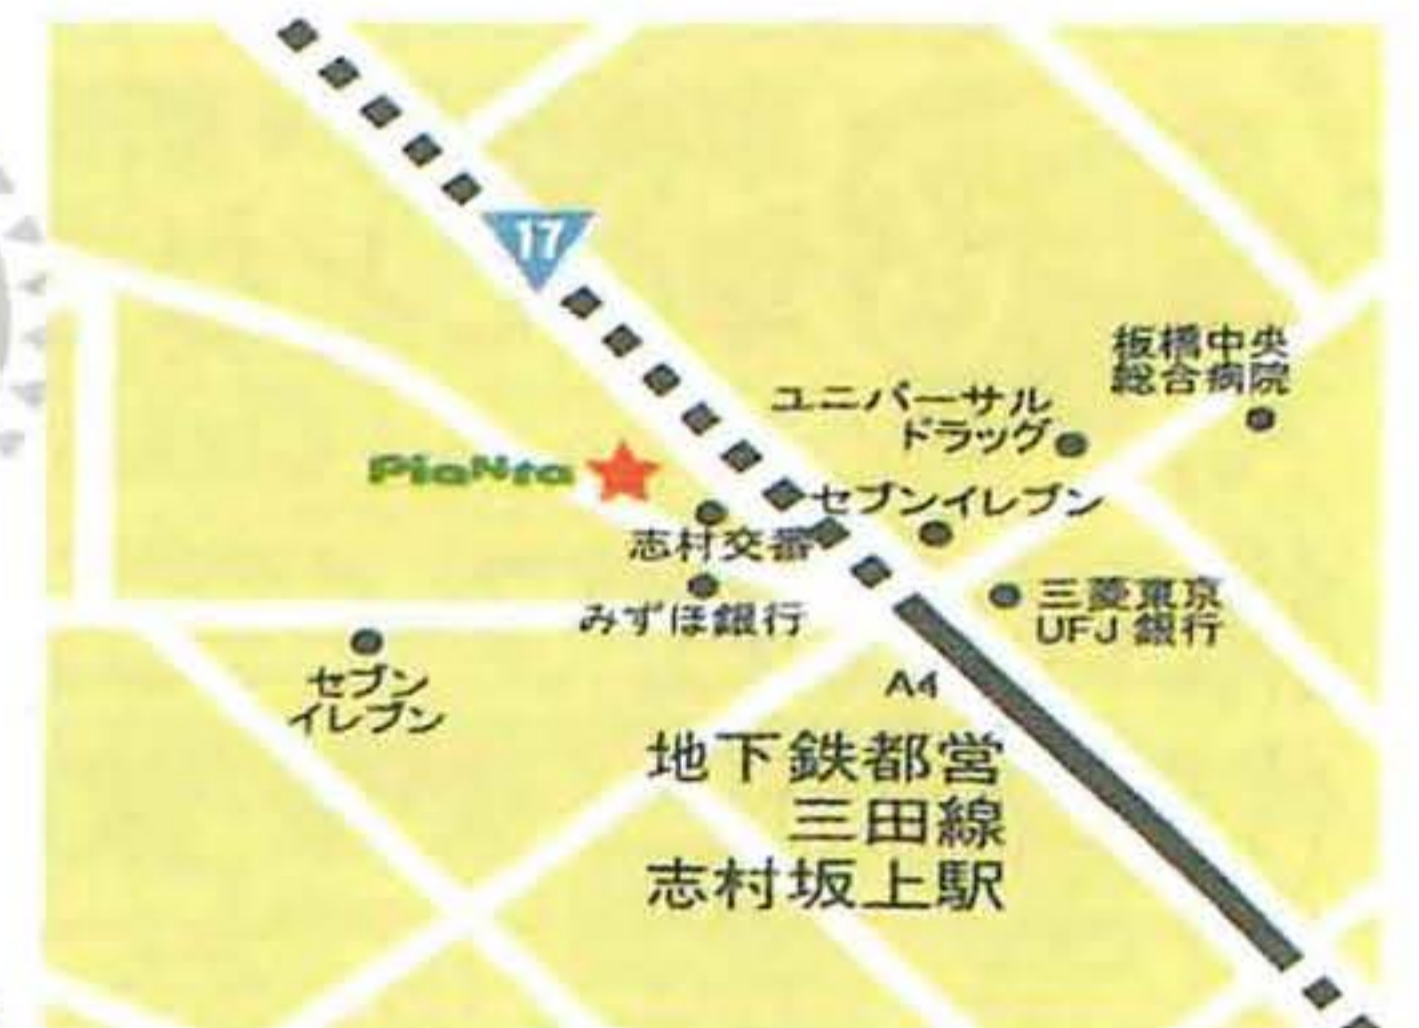 17
板橋中央
総合病院
ユニバーサル
ドラッグ
PiaNta
セブンイレブン
志村交番
三菱東京
UFJ 銀行
みずほ銀行
セブン
イレブン
A4
地下鉄都営
三田線
志村坂上駅